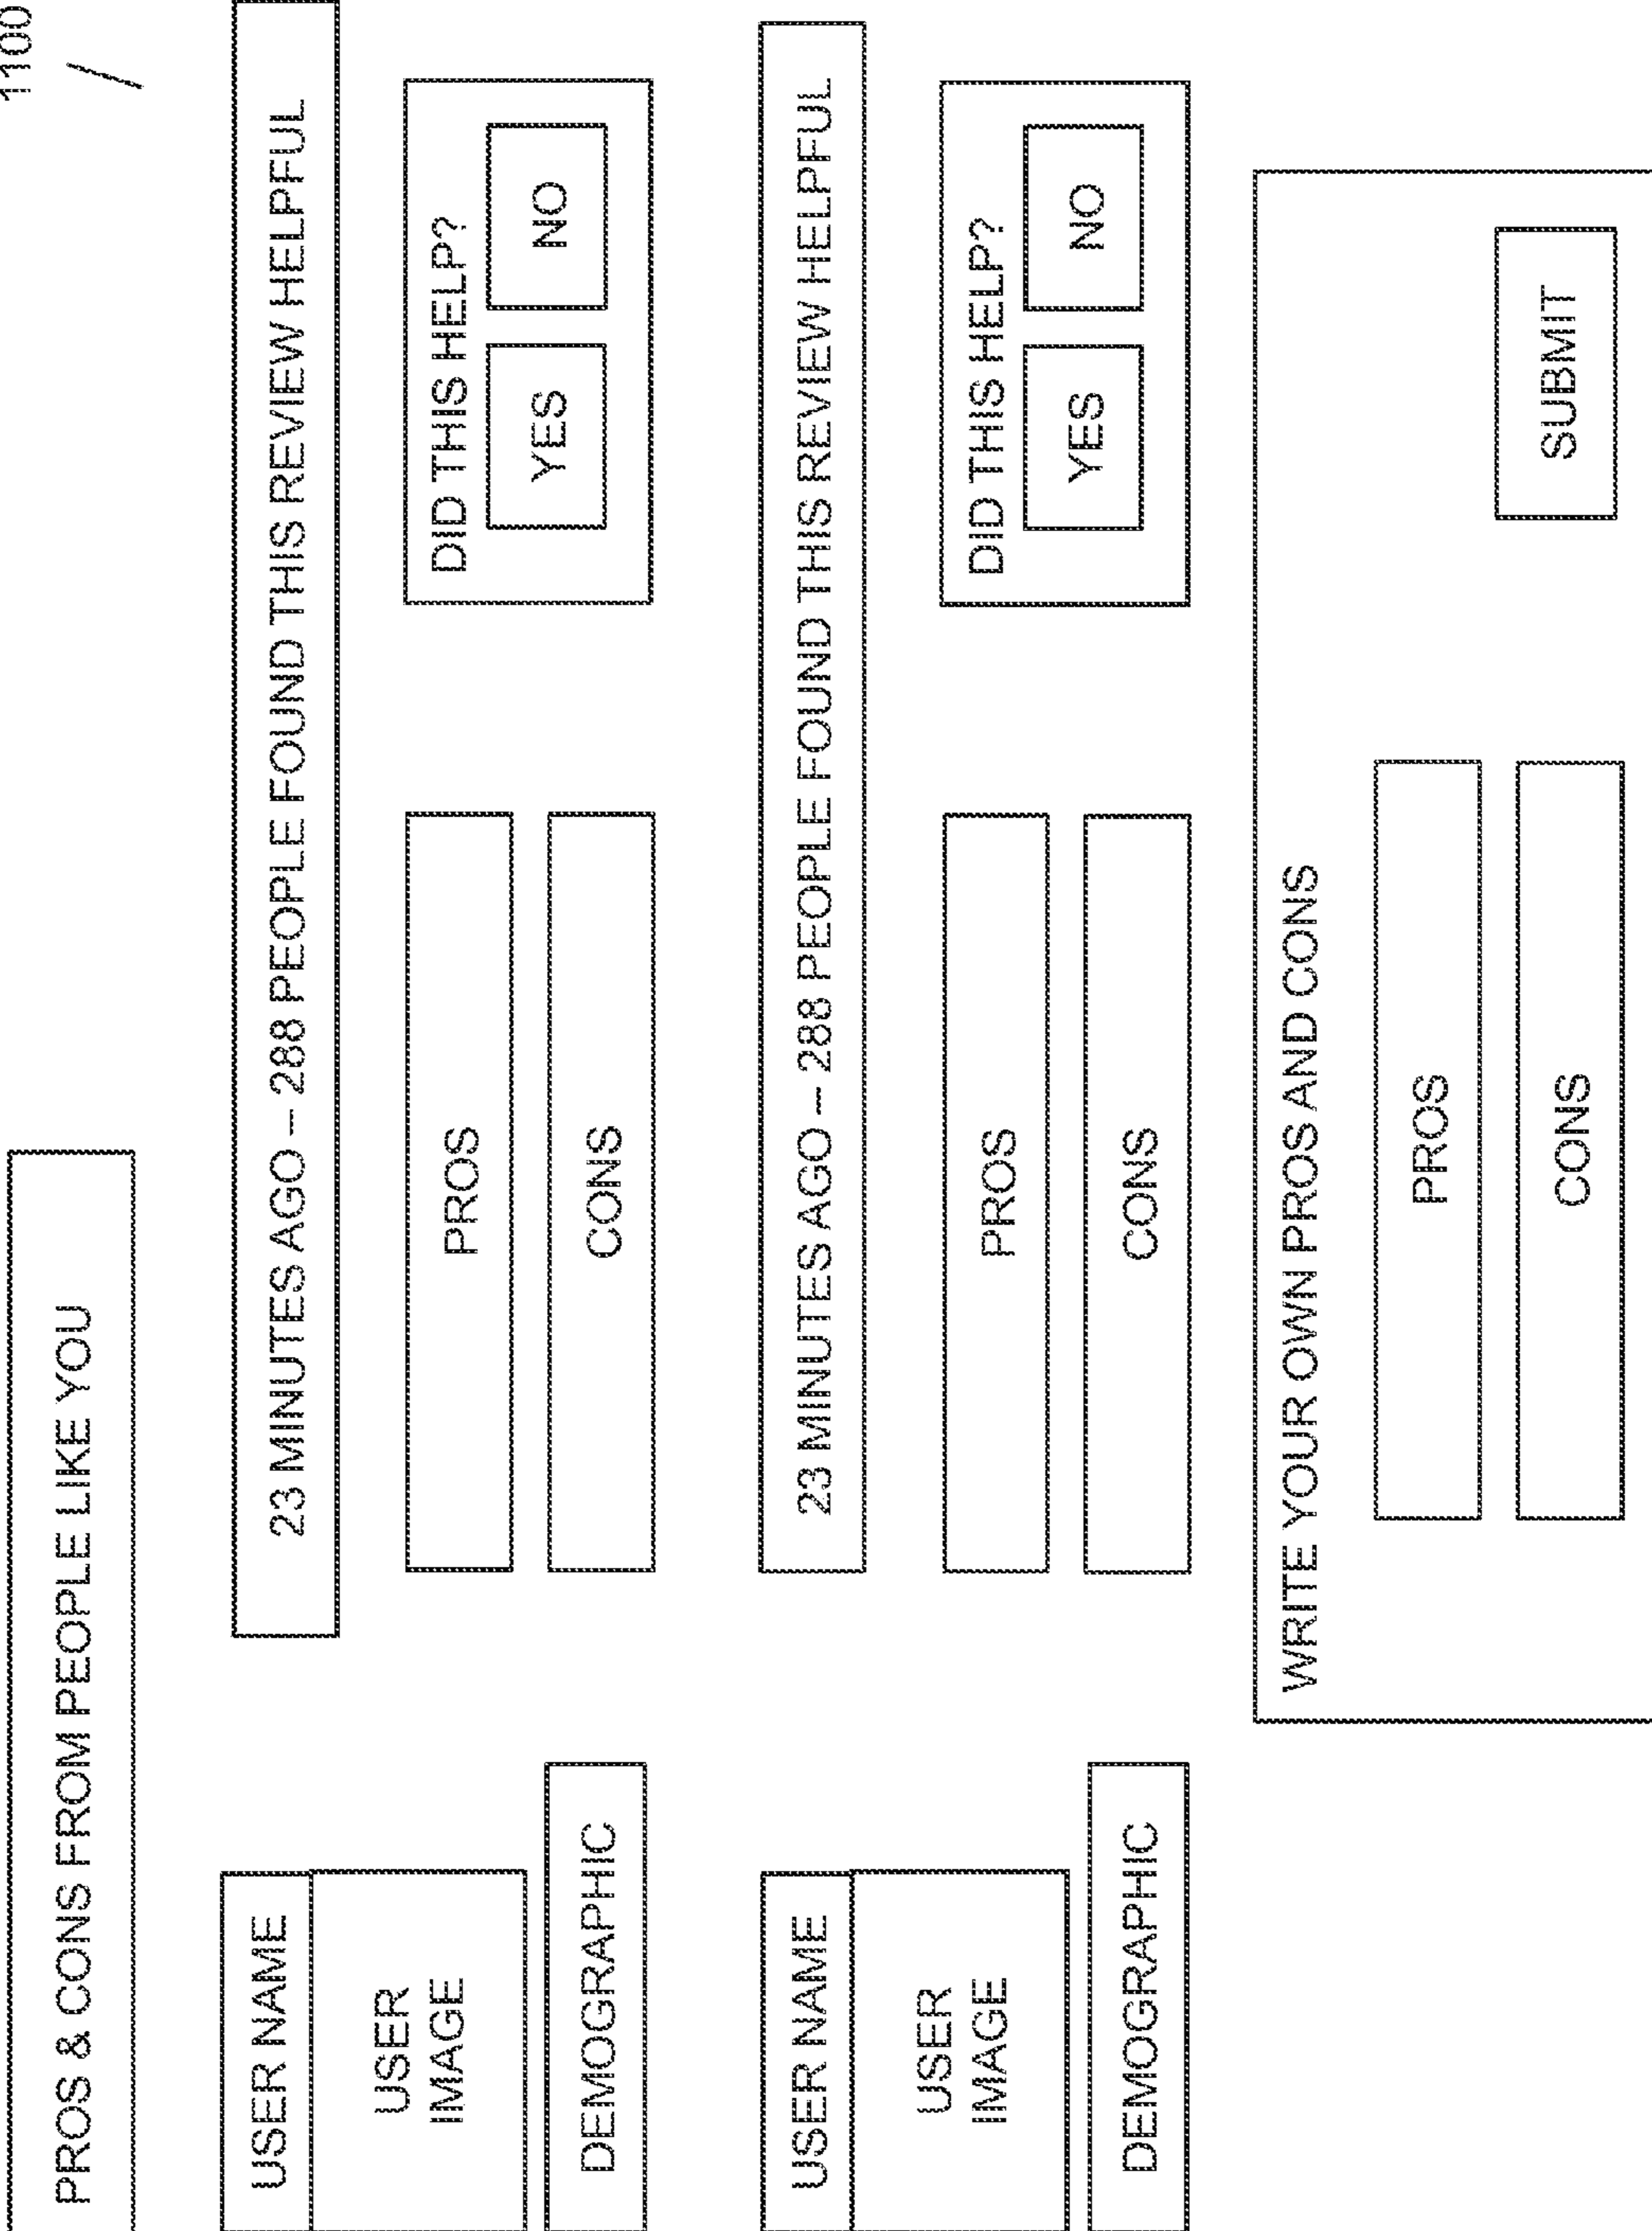 1100
PROS & CONS FROM PEOPLE LIKE YOU
USER NAME
USER
IMAGE
DEMOGRAPHIC
23 MINUTES AGO – 288 PEOPLE FOUND THIS REVIEW HELPFUL
PROS
CONS
DID THIS HELP?
YES
NO
USER NAME
USER
IMAGE
DEMOGRAPHIC
23 MINUTES AGO – 288 PEOPLE FOUND THIS REVIEW HELPFUL
PROS
CONS
DID THIS HELP?
YES
NO
WRITE YOUR OWN PROS AND CONS
PROS
CONS
SUBMIT